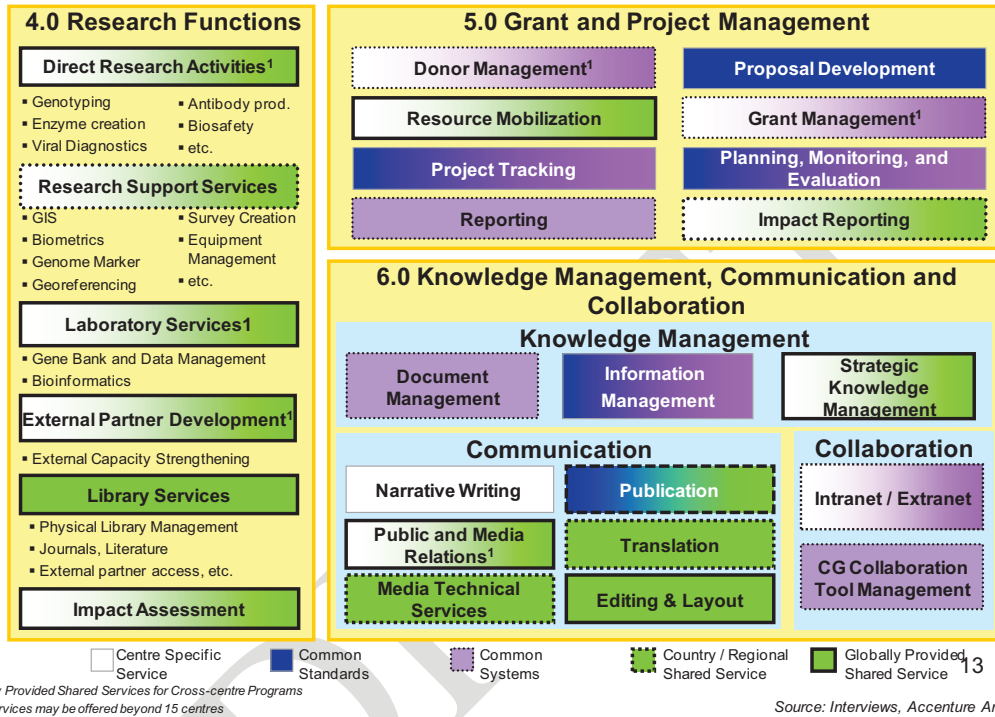 4.0 Research Functions
Direct Research Activities¹
▪ Genotyping
▪ Enzyme creation
▪ Viral Diagnostics
▪ Antibody prod.
▪ Biosafety
▪ etc.
Research Support Services
▪ GIS
▪ Biometrics
▪ Genome Marker
▪ Georeferencing
▪ Survey Creation
▪ Equipment
Management
▪ etc.
Laboratory Services1
▪ Gene Bank and Data Management
▪ Bioinformatics
External Partner Development¹
▪ External Capacity Strengthening
Library Services
▪ Physical Library Management
▪ Journals, Literature
▪ External partner access, etc.
Impact Assessment
5.0 Grant and Project Management
Donor Management¹
Proposal Development
Resource Mobilization
Grant Management¹
Project Tracking
Planning, Monitoring, and
Evaluation
Reporting
Impact Reporting
6.0 Knowledge Management, Communication and
Collaboration
Knowledge Management
Document
Management
Information
Management
Strategic
Knowledge
Management
Communication
Narrative Writing
Publication
Public and Media
Relations¹
Translation
Media Technical
Services
Editing & Layout
Collaboration
Intranet / Extranet
CG Collaboration
Tool Management
Centre Specific
Service
Common
Standards
Common
Systems
Country / Regional
Shared Service
Globally Provided
Shared Service
13
Provided Shared Services for Cross-centre Programs
ervices may be offered beyond 15 centres
Source: Interviews, Accenture An